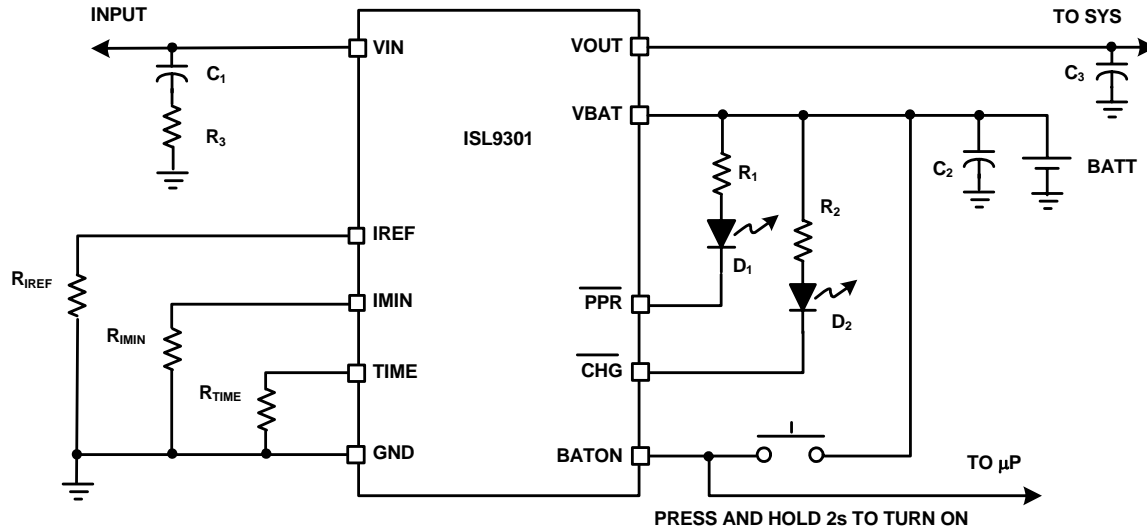 INPUT
TO SYS
VIN
VOUT
C1
C3
R3
VBAT
ISL9301
R1
R2
C2
BATT
D1
IREF
RIREF
IMIN
PPR
D2
RIMIN
TIME
CHG
RTIME
GND
BATON
TO μP
PRESS AND HOLD 2s TO TURN ON